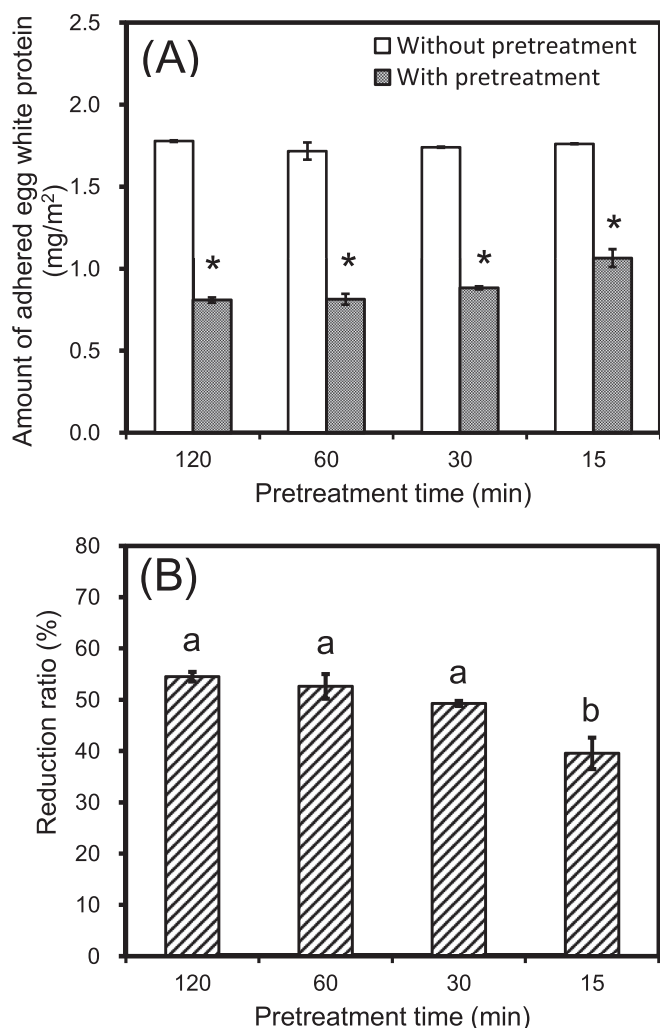 (A)
Without pretreatment
With pretreatment
Amount of adhered egg white protein
(mg/m²)
2.5
2.0
1.5
1.0
0.5
0.0
* * * *
120 60 30 15
Pretreatment time (min)
(B)
Reduction ratio (%)
80
70
60
50
40
30
20
10
0
a a a b
120 60 30 15
Pretreatment time (min)